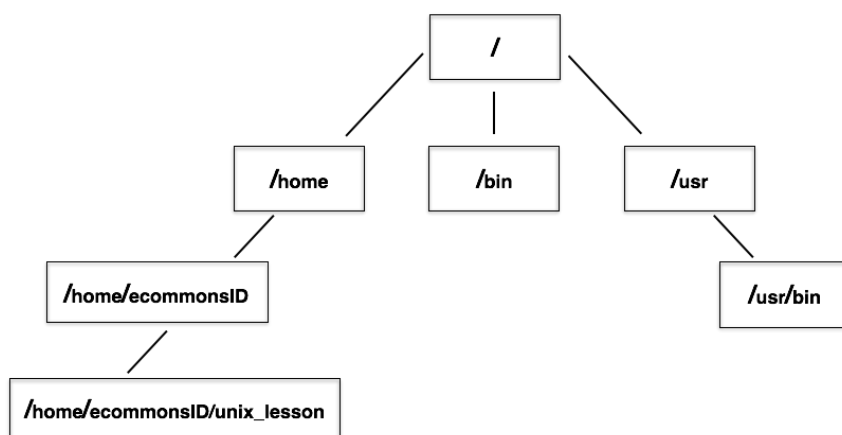 /
/home
/bin
/usr
/home/ecommonsID
/usr/bin
/home/ecommonsID/unix_lesson